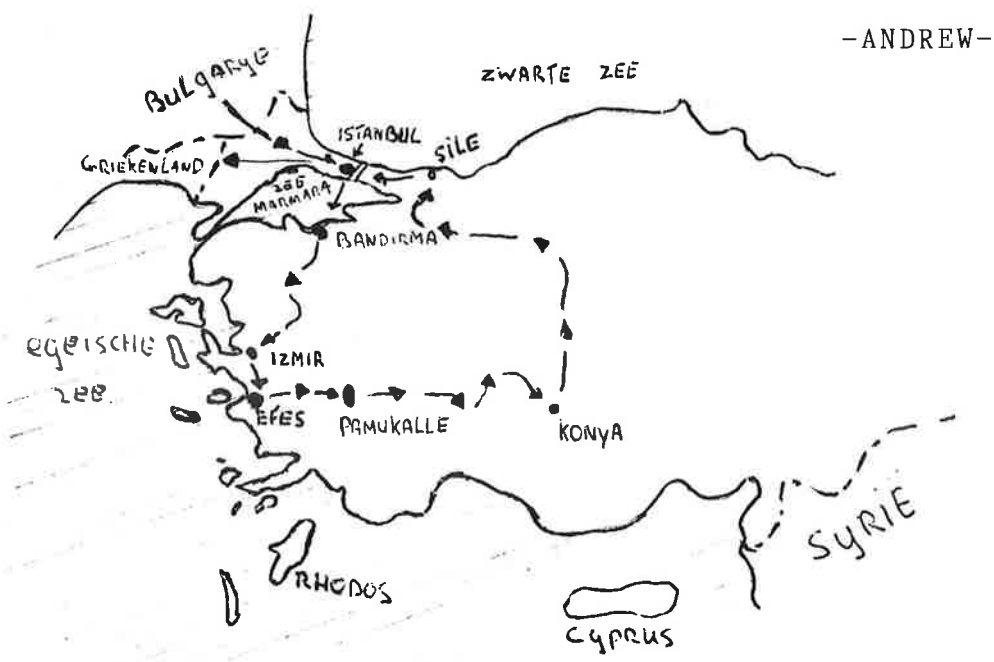 -ANDREW-
ZWARTE ZEE
BULGARYE
ISTANBUL
SILE
GRIEKENLAND
ZEE
MARMARA
BANDIRMA
EGEISCHE
ZEE.
IZMIR
EFES
PAMUKALLE
KONYA
SYRIE
RHODOS
CYPRUS